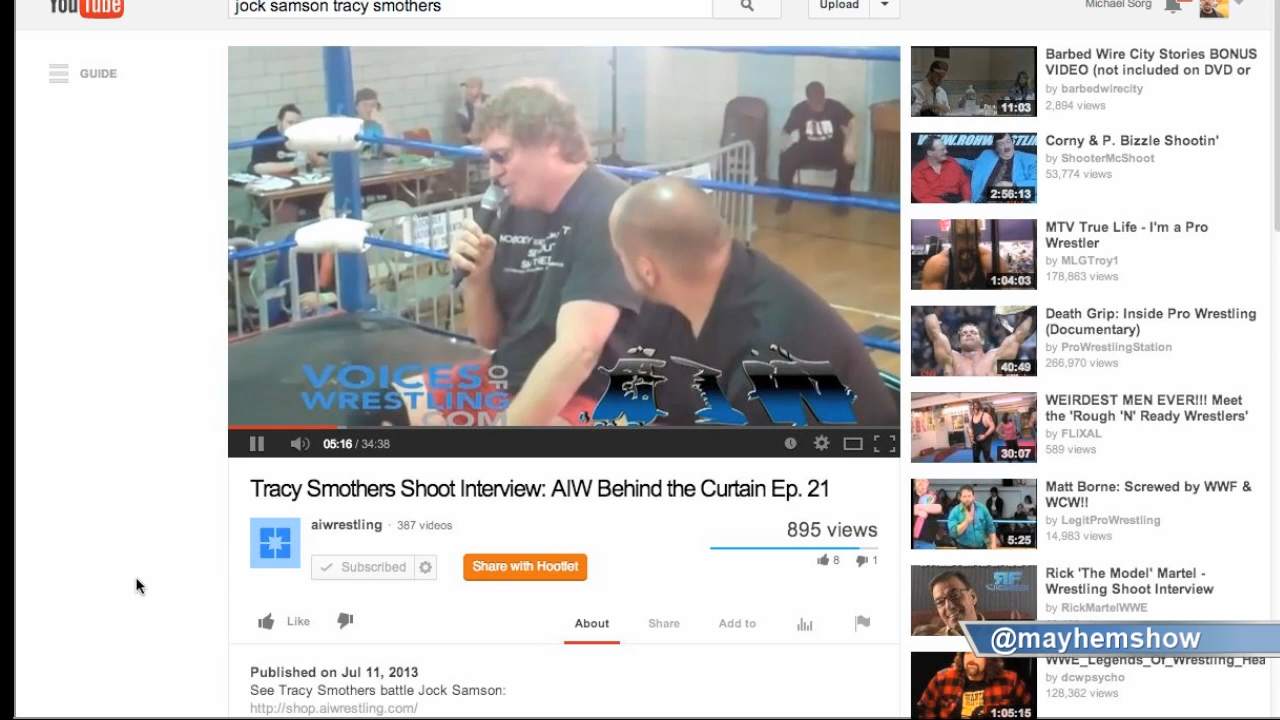 YouTube
jock samson tracy smothers
Upload
Michael Sorg
GUIDE
VOICES
OF
WRESTLING
.COM
AIW
05:16 / 34:38
Tracy Smothers Shoot Interview: AIW Behind the Curtain Ep. 21
aiwrestling · 387 videos
895 views
Subscribed
Share with Hootlet
8
1
Like
About
Share
Add to
Published on Jul 11, 2013
See Tracy Smothers battle Jock Samson:
http://shop.aiwrestling.com/
Barbed Wire City Stories BONUS
VIDEO (not included on DVD or
by barbedwirecity
2,894 views
11:03
Corny & P. Bizzle Shootin'
by ShooterMcShoot
53,774 views
2:56:13
MTV True Life - I'm a Pro
Wrestler
by MLGTroy1
178,863 views
1:04:03
Death Grip: Inside Pro Wrestling
(Documentary)
by ProWrestlingStation
266,970 views
40:49
WEIRDEST MEN EVER!!! Meet
the 'Rough 'N' Ready Wrestlers'
by FLIXAL
589 views
30:07
Matt Borne: Screwed by WWF &
WCW!!
by LegitProWrestling
14,983 views
5:25
Rick 'The Model' Martel -
Wrestling Shoot Interview
by RickMartelWWE
@mayhemshow
WWE_Legends_Of_Wrestling_Hea
by dcwpsycho
128,362 views
1:05:15